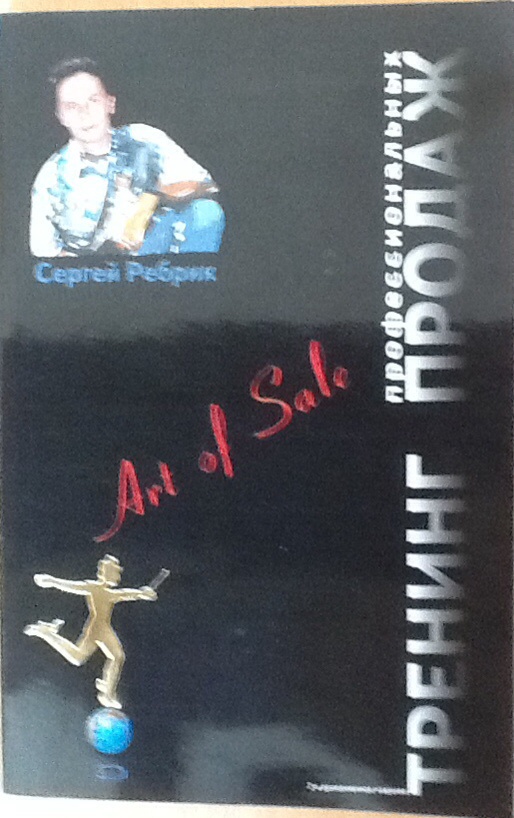 Сергей Ребрик
Art of Sale
ТРЕНИНГ
профессиональных
ПРОДАЖ